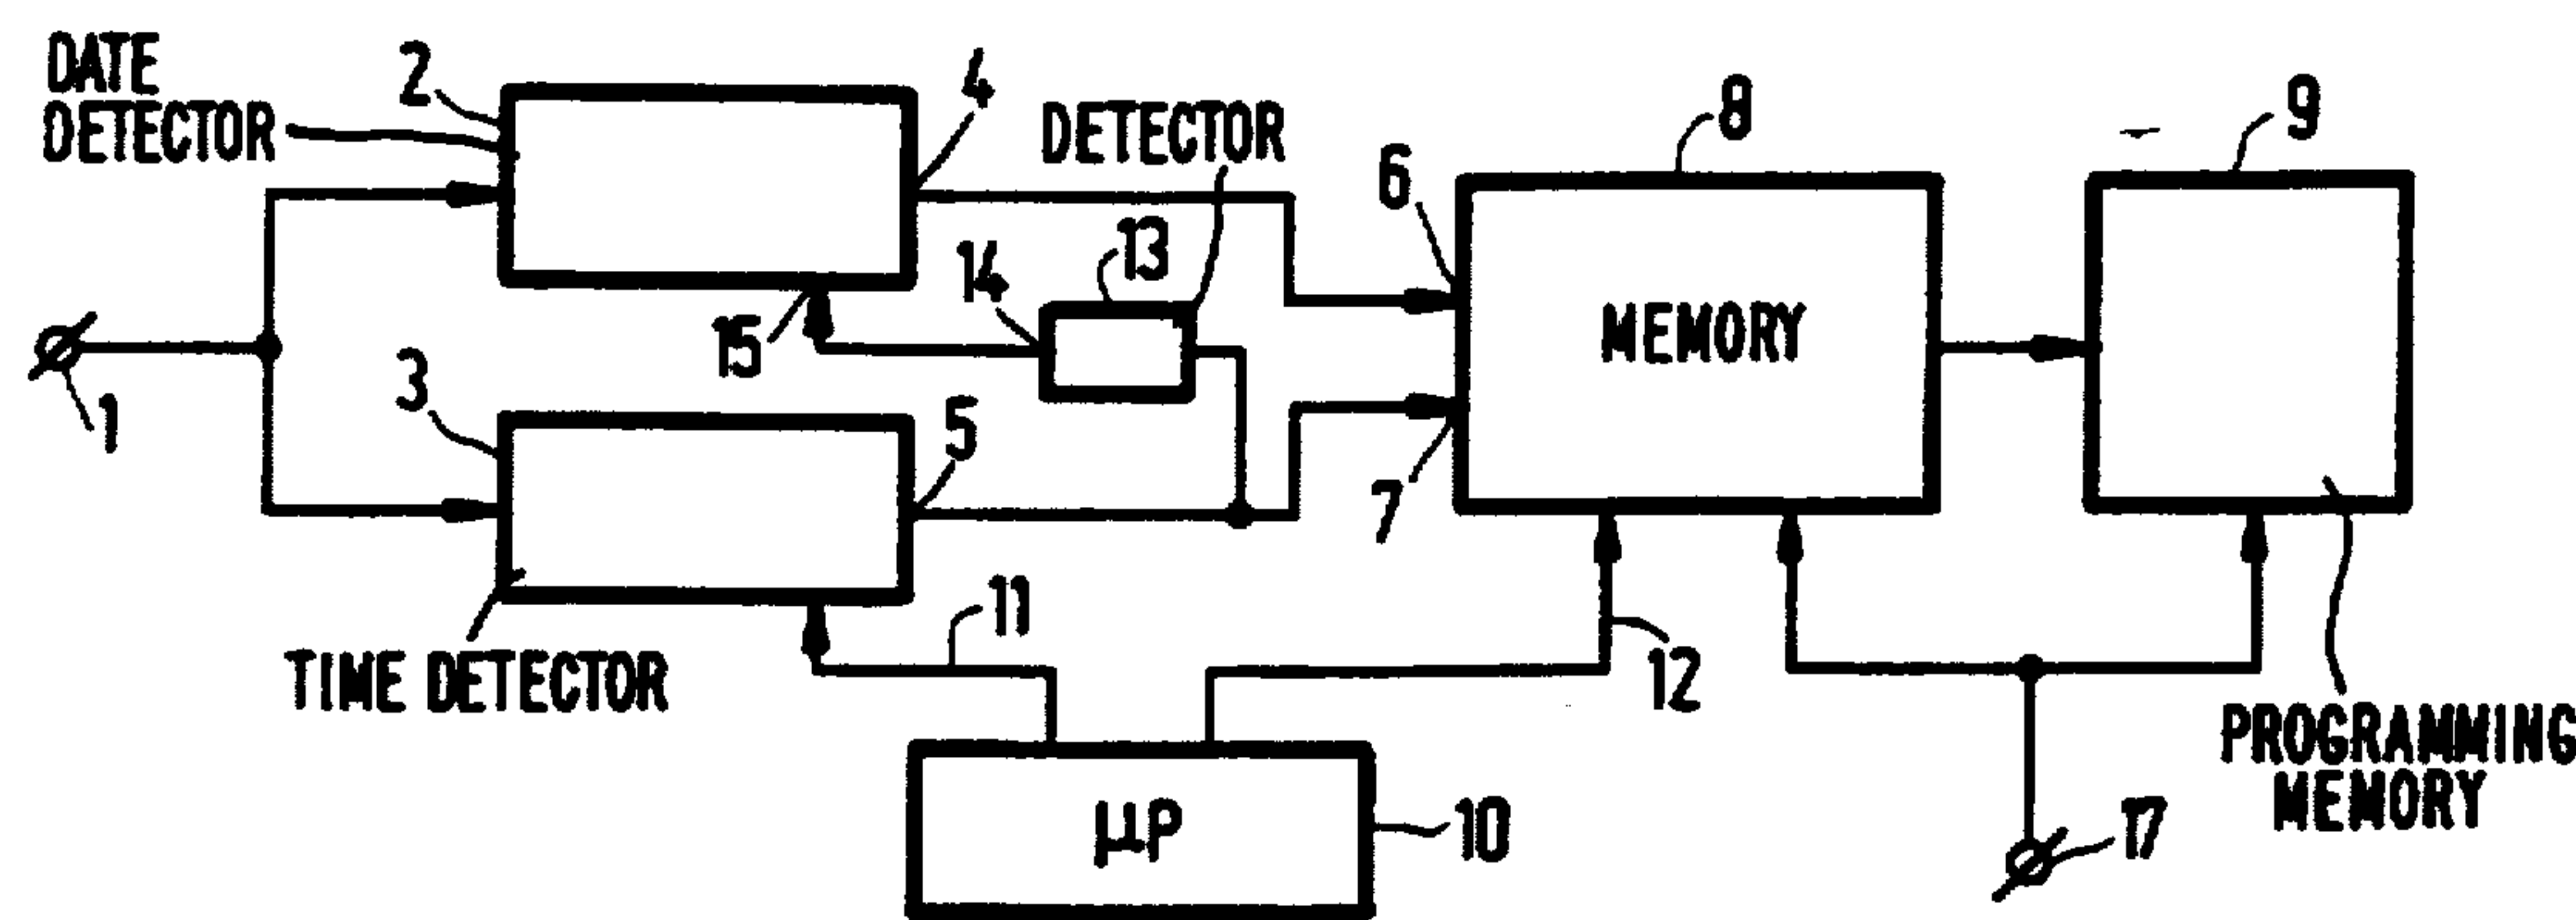 DATE
DETECTOR
2
4
DETECTOR
8
9
6
13
14
15
MEMORY
1
3
5
7
11
12
TIME DETECTOR
PROGRAMMING
MEMORY
µP
10
17